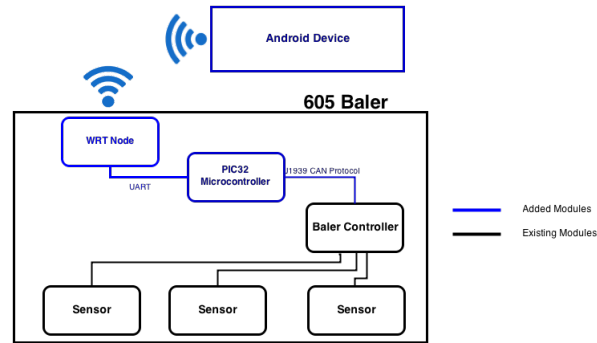 Android Device
605 Baler
WRT Node
PIC32
Microcontroller
J1939 CAN Protocol
UART
Baler Controller
Added Modules
Existing Modules
Sensor
Sensor
Sensor